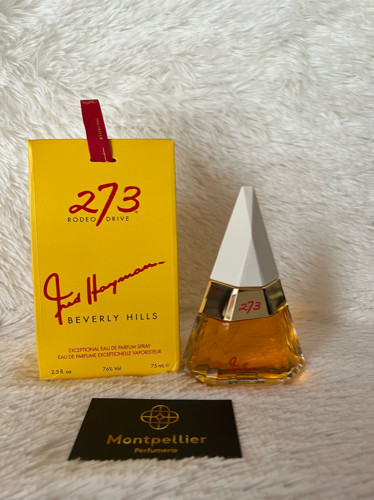 273
RODEO DRIVE
Fred Hayman
BEVERLY HILLS
EXCEPTIONAL EAU DE PARFUM SPRAY
EAU DE PARFUME EXCEPTIONELLE VAPORISATEUR
2.5 fl. oz 76% Vol 75 mL e
273
Montpellier
Perfumerie